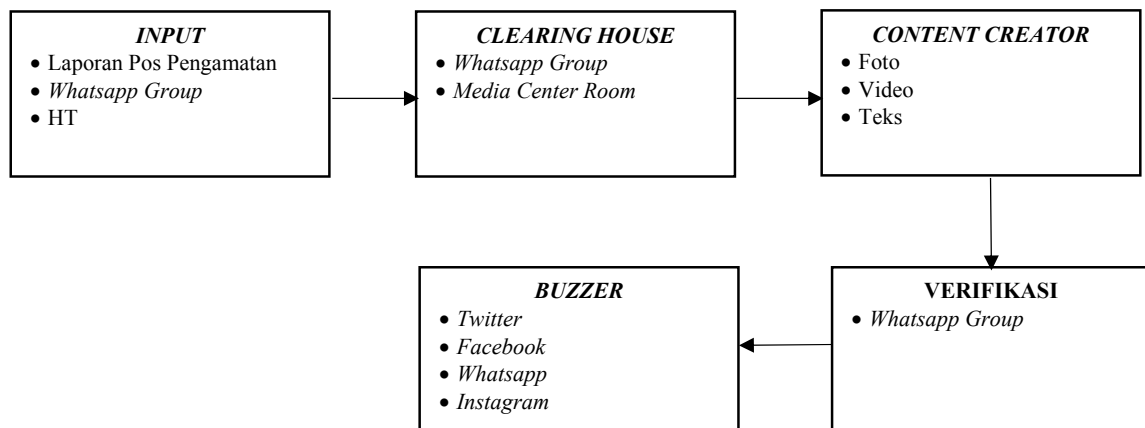 INPUT
• Laporan Pos Pengamatan
• Whatsapp Group
• HT
CLEARING HOUSE
• Whatsapp Group
• Media Center Room
CONTENT CREATOR
• Foto
• Video
• Teks
VERIFIKASI
• Whatsapp Group
BUZZER
• Twitter
• Facebook
• Whatsapp
• Instagram